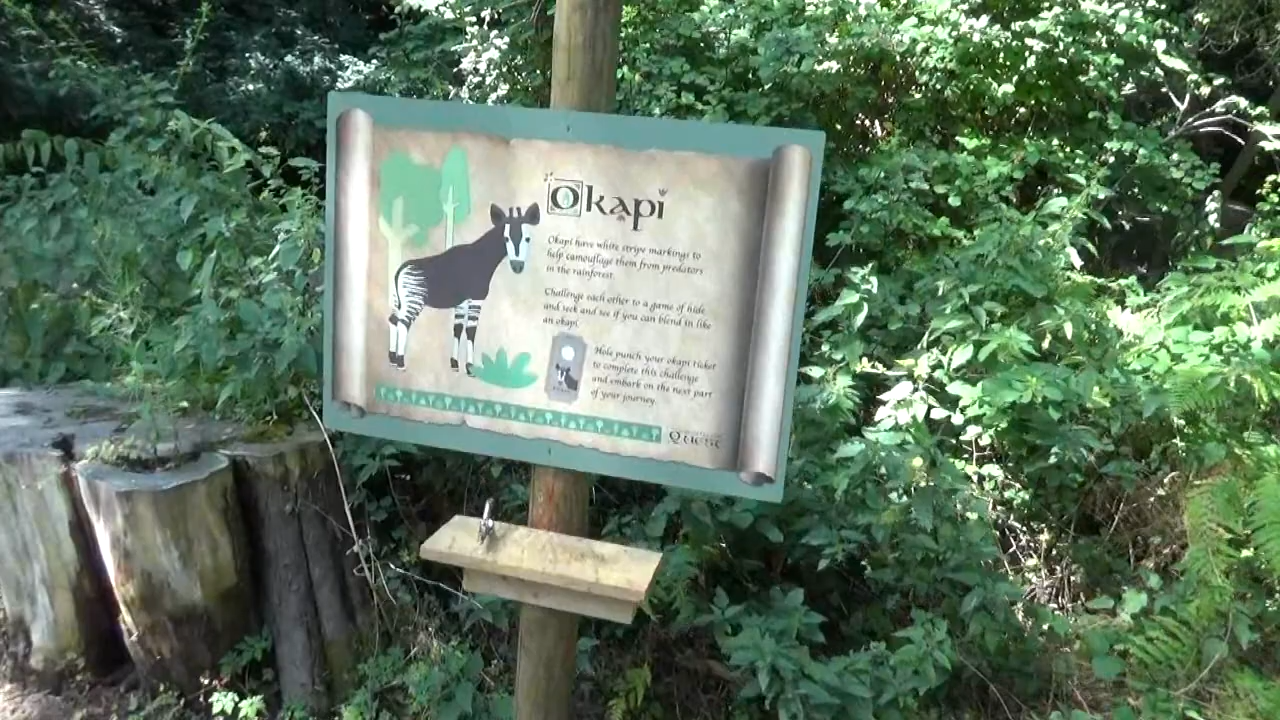 Okapi
Okapi have white stripe markings to
help camouflage them from predators
in the rainforest.
Challenge each other to a game of hide
and seek and see if you can blend in like
an okapi.
Hole punch your okapi ticket
to complete this challenge
and embark on the next part
of your journey.
Quest